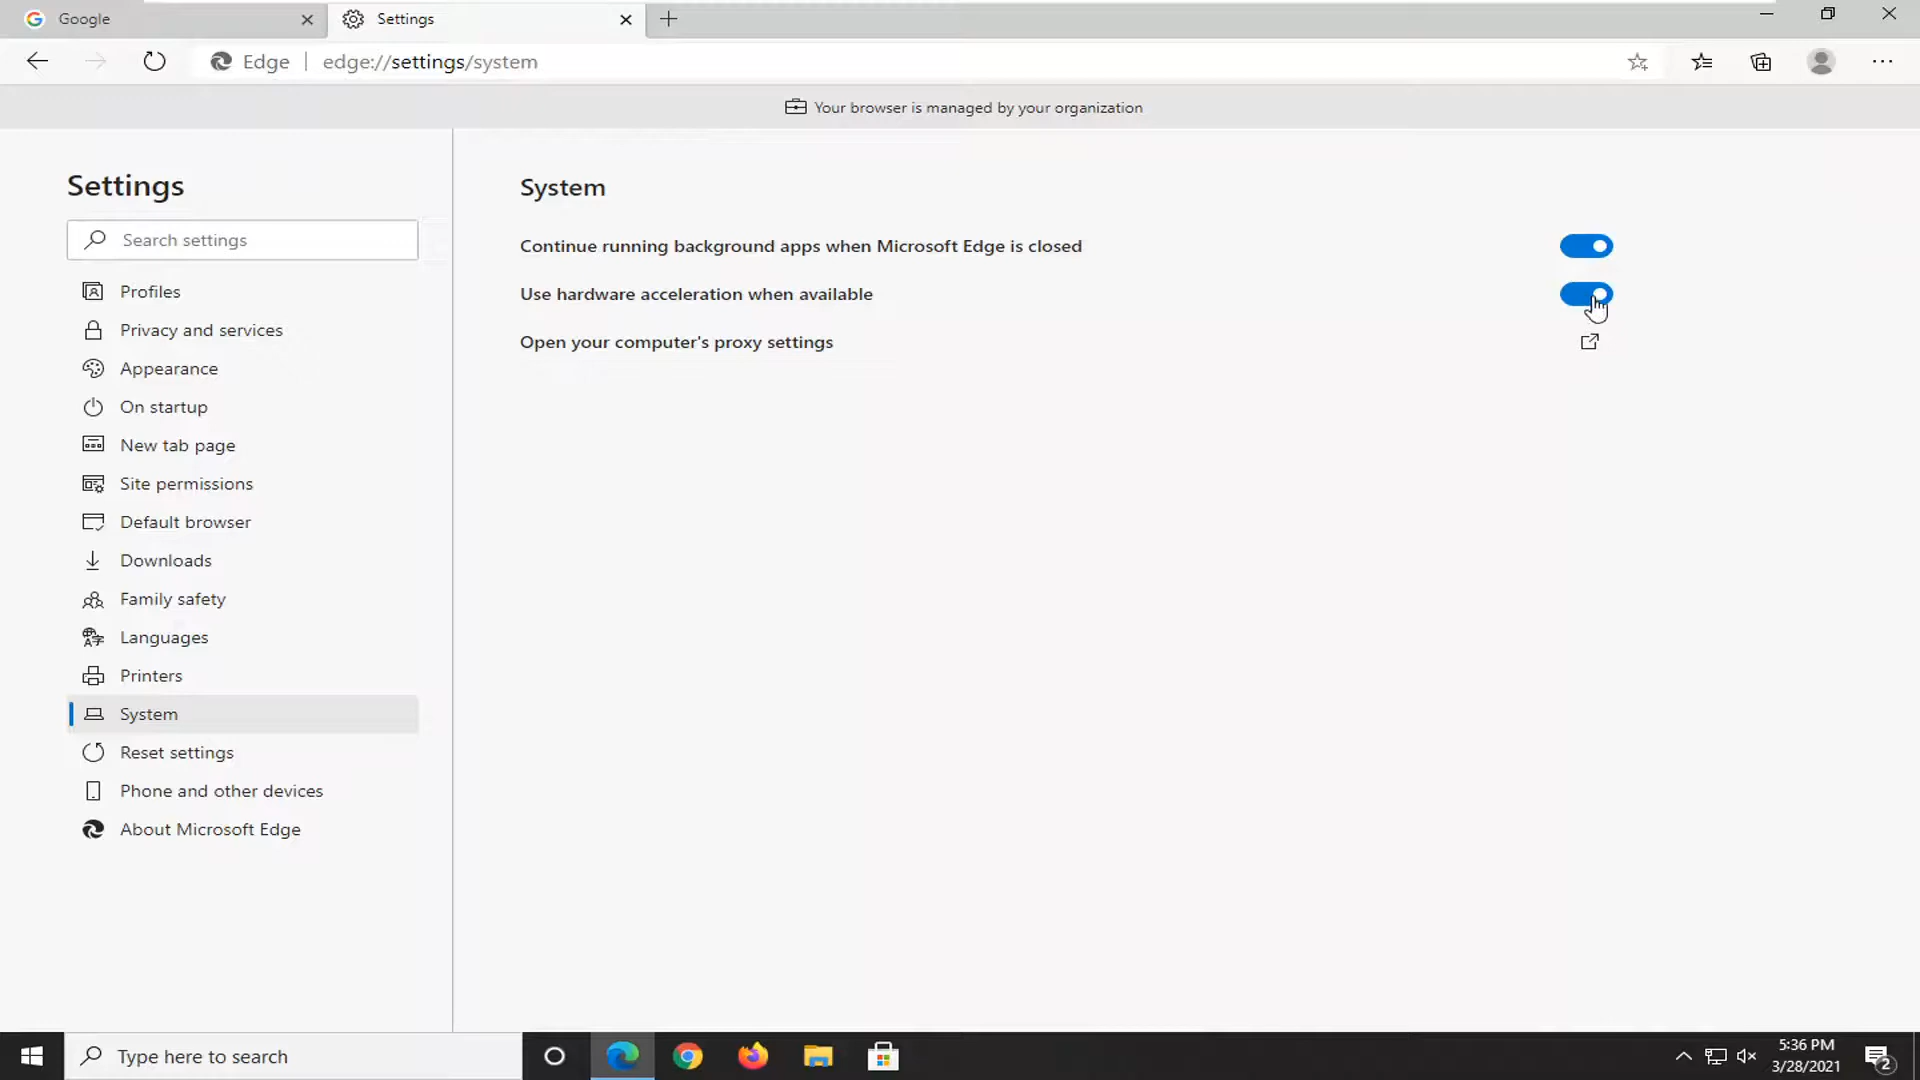 Google
Settings
Edge
edge://settings/system
Your browser is managed by your organization
Settings
Search settings
Profiles
Privacy and services
Appearance
On startup
New tab page
Site permissions
Default browser
Downloads
Family safety
Languages
Printers
System
Reset settings
Phone and other devices
About Microsoft Edge
System
Continue running background apps when Microsoft Edge is closed
Use hardware acceleration when available
Open your computer's proxy settings
Type here to search
5:36 PM
3/28/2021
2